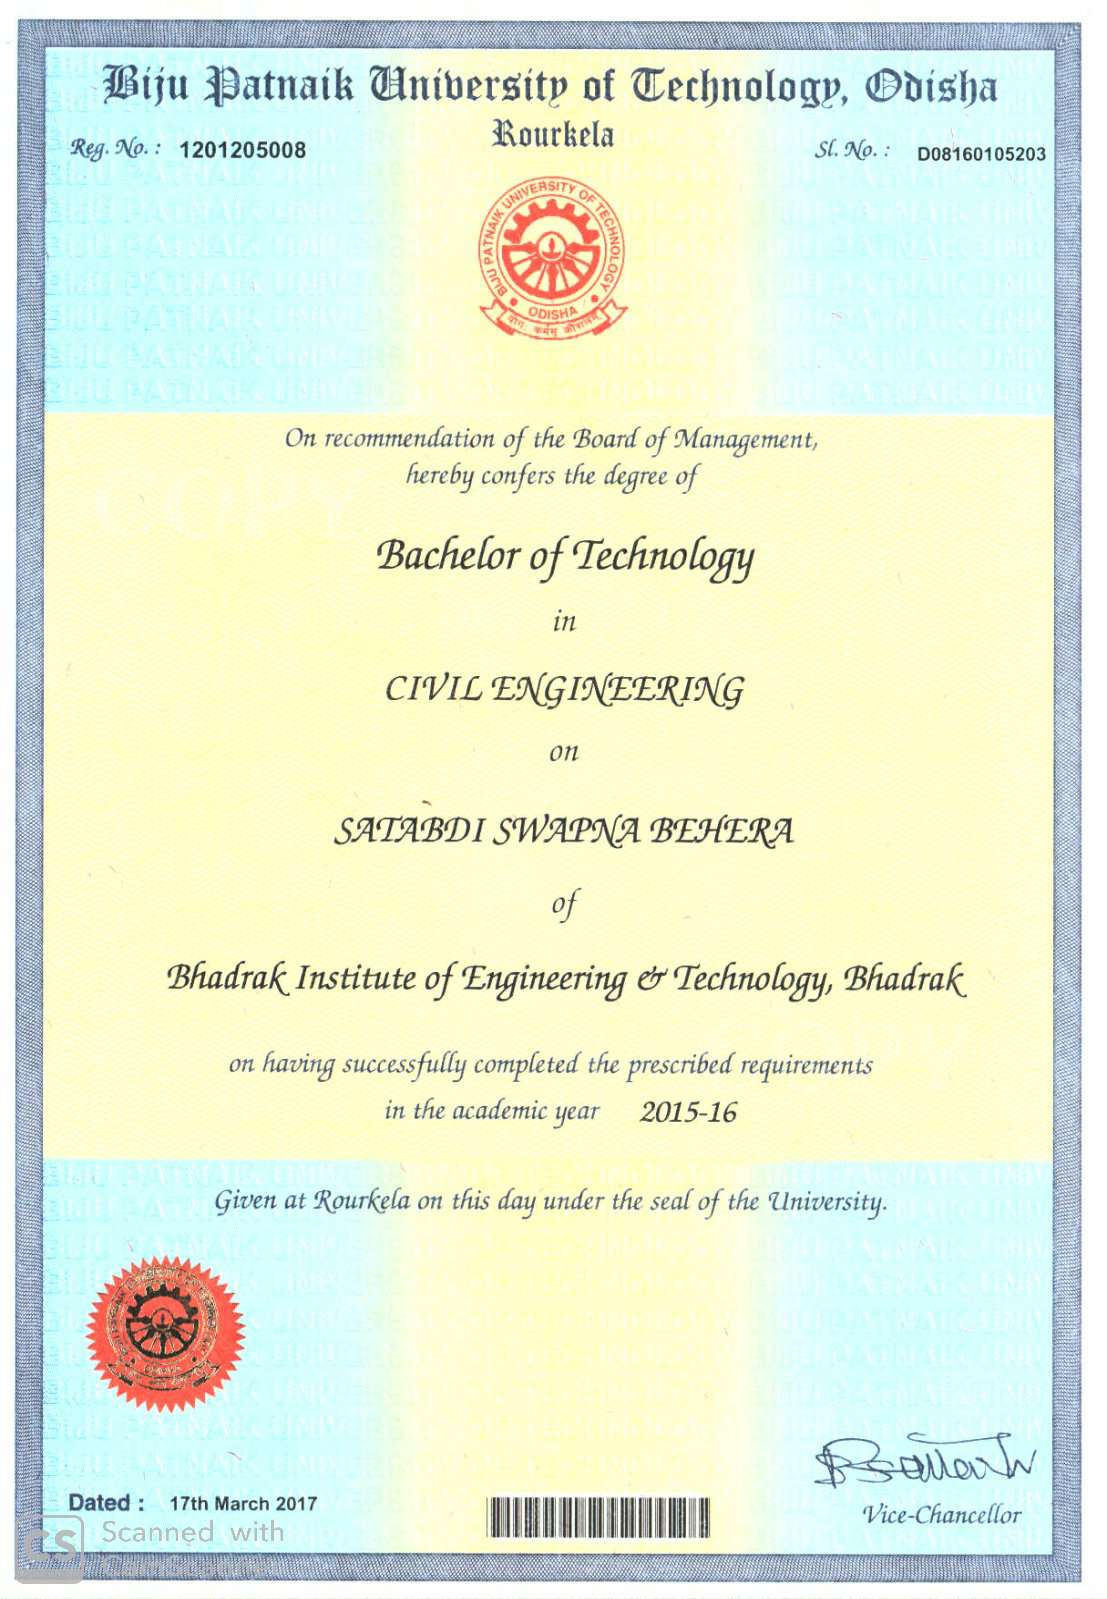 Biju Patnaik University of Technology, Odisha
Rourkela
Reg. No. : 1201205008
Sl. No. : D08160105203
BIJU PATNAIK UNIVERSITY OF TECHNOLOGY
ODISHA
COPY
On recommendation of the Board of Management,
hereby confers the degree of
Bachelor of Technology
in
CIVIL ENGINEERING
on
SATABDI SWAPNA BEHERA
of
Bhadrak Institute of Engineering & Technology, Bhadrak
on having successfully completed the prescribed requirements
in the academic year 2015-16
Given at Rourkela on this day under the seal of the University.
Dated : 17th March 2017
Vice-Chancellor
CS Scanned with
CamScanner